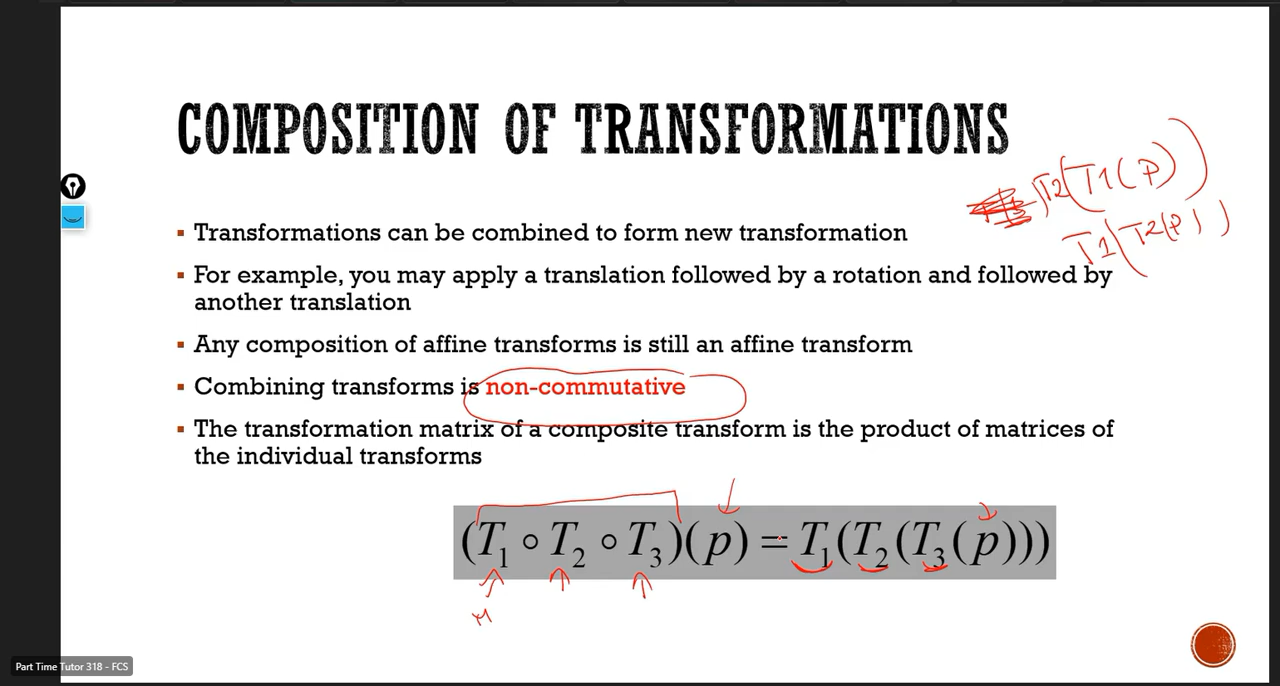 COMPOSITION OF TRANSFORMATIONS
T2(T1(P))
T1(T2(P))
▪ Transformations can be combined to form new transformation
▪ For example, you may apply a translation followed by a rotation and followed by
another translation
▪ Any composition of affine transforms is still an affine transform
▪ Combining transforms is non-commutative
▪ The transformation matrix of a composite transform is the product of matrices of
the individual transforms
(T₁ ∘ T₂ ∘ T₃)(p) = T₁(T₂(T₃(p)))
Part Time Tutor 318 - FCS